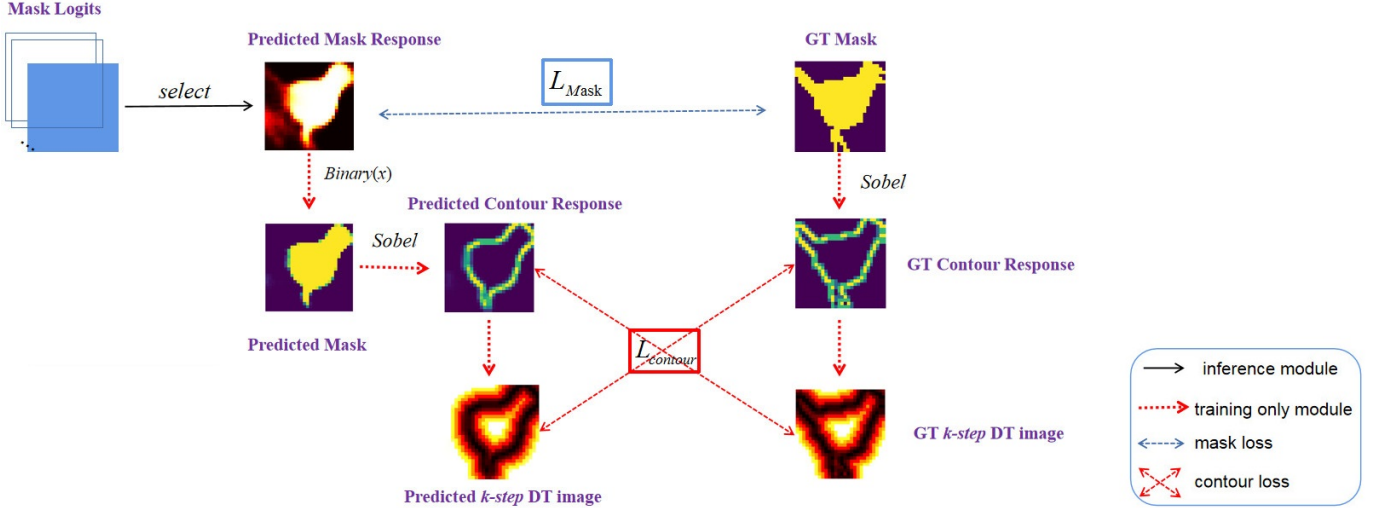 Mask Logits
...
select
Predicted Mask Response
L_Mask
GT Mask
Binary(x)
Sobel
Predicted Contour Response
Sobel
GT Contour Response
Predicted Mask
L_contour
GT k-step DT image
Predicted k-step DT image
inference module
training only module
mask loss
contour loss